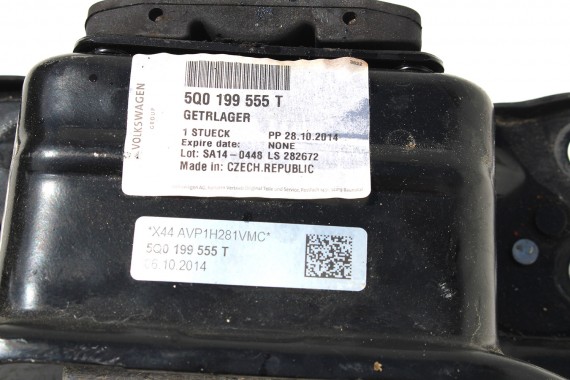 VOLKSWAGEN
GROUP
5Q0 199 555 T
GETRLAGER
1 STUECK PP 28.10.2014
Expire date: NONE
Lot: SA14-0448 LS 282672
Made in: CZECH.REPUBLIC
*X44 AVP1H281VMC*
5Q0 199 555 T
06.10.2014